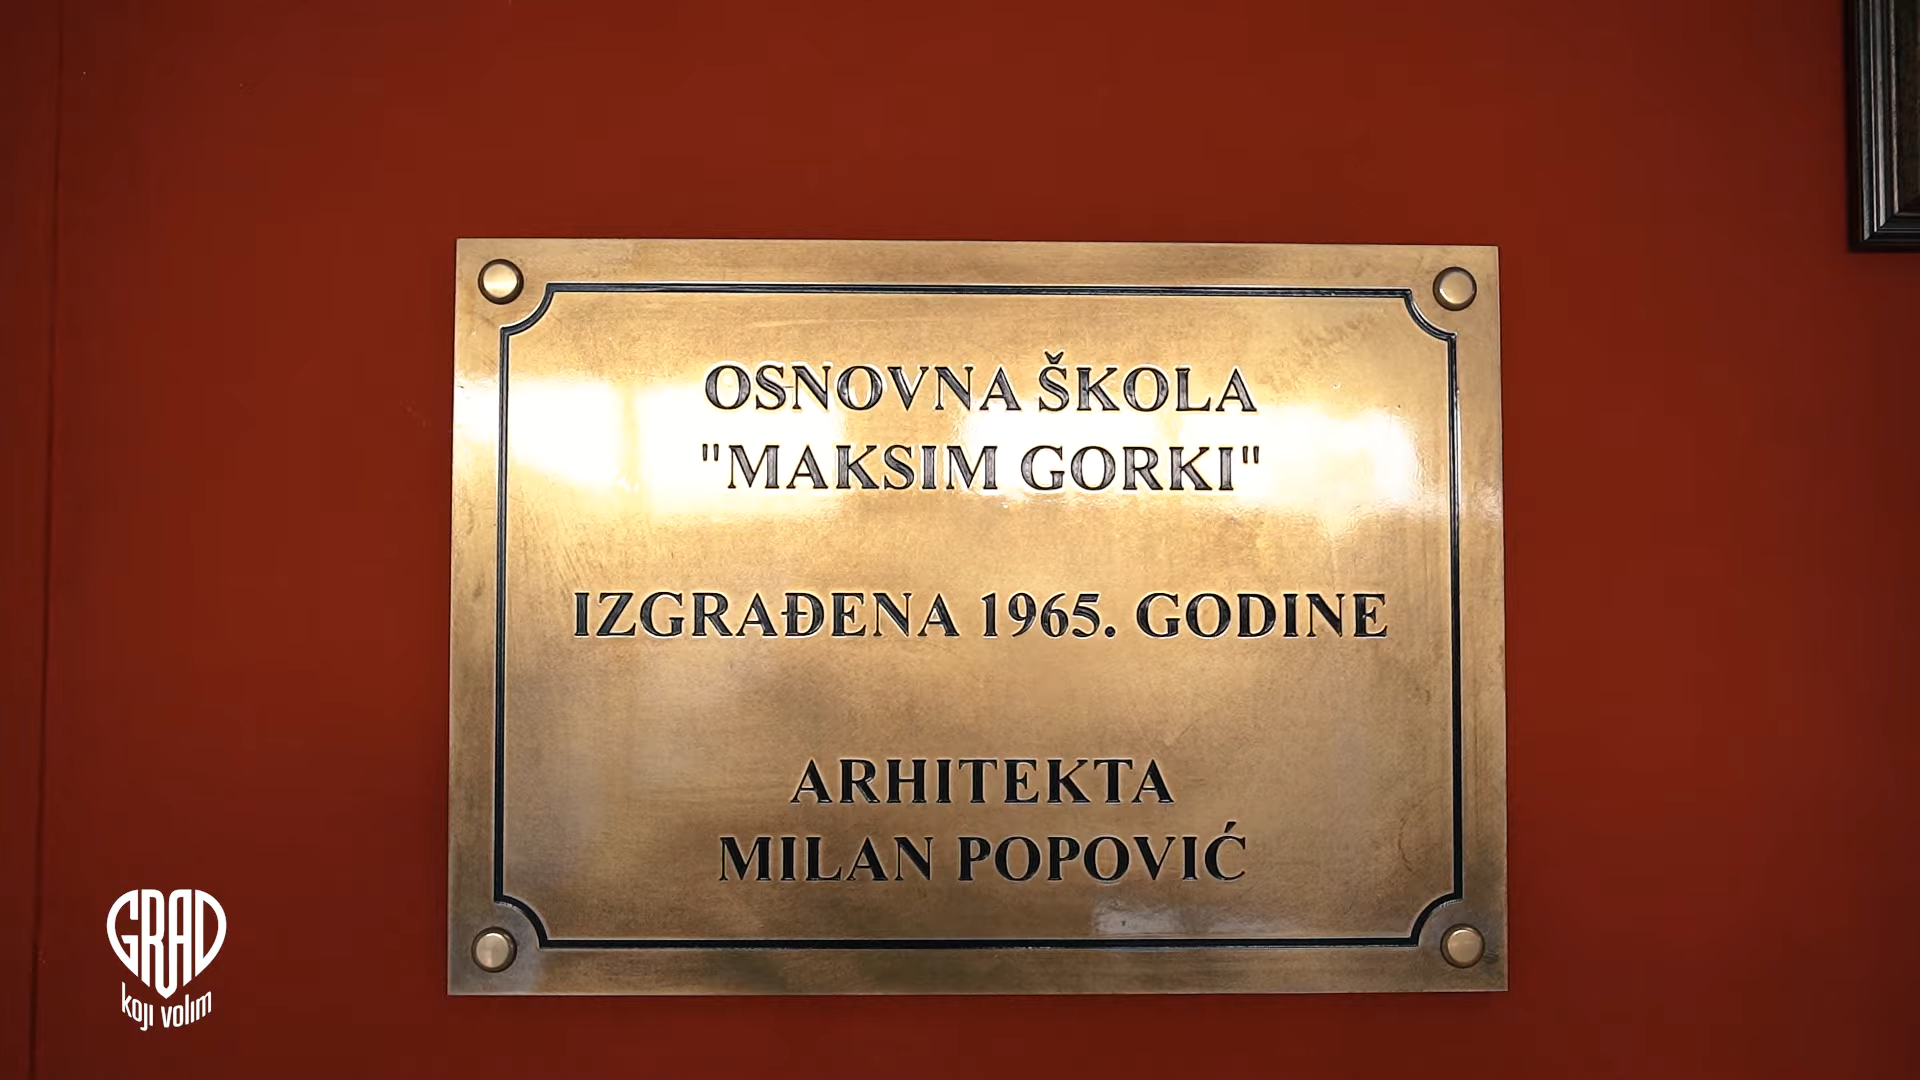 OSNOVNA ŠKOLA
"MAKSIM GORKI"
IZGRAĐENA 1965. GODINE
ARHITEKTA
MILAN POPOVIĆ
GRAD
koji volim